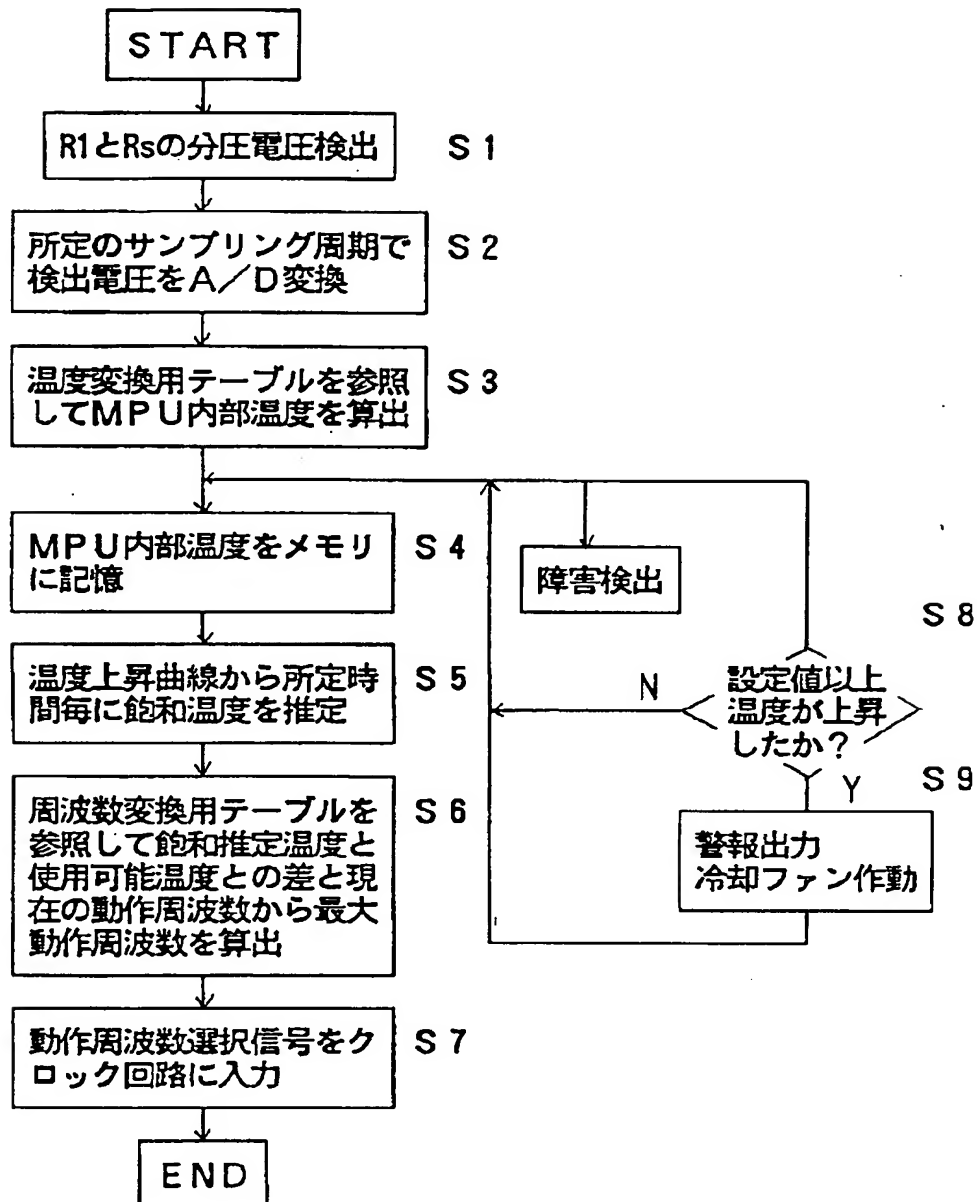 START
R1とRsの分圧電圧検出
S1
所定のサンプリング周期で
検出電圧をA／D変換
S2
温度変換用テーブルを参照
してMPU内部温度を算出
S3
MPU内部温度をメモリ
に記憶
S4
障害検出
S8
温度上昇曲線から所定時
間毎に飽和温度を推定
S5
N
設定値以上
温度が上昇
したか？
Y
S9
周波数変換用テーブルを
参照して飽和推定温度と
使用可能温度との差と現
在の動作周波数から最大
動作周波数を算出
S6
警報出力
冷却ファン作動
動作周波数選択信号をク
ロック回路に入力
S7
END